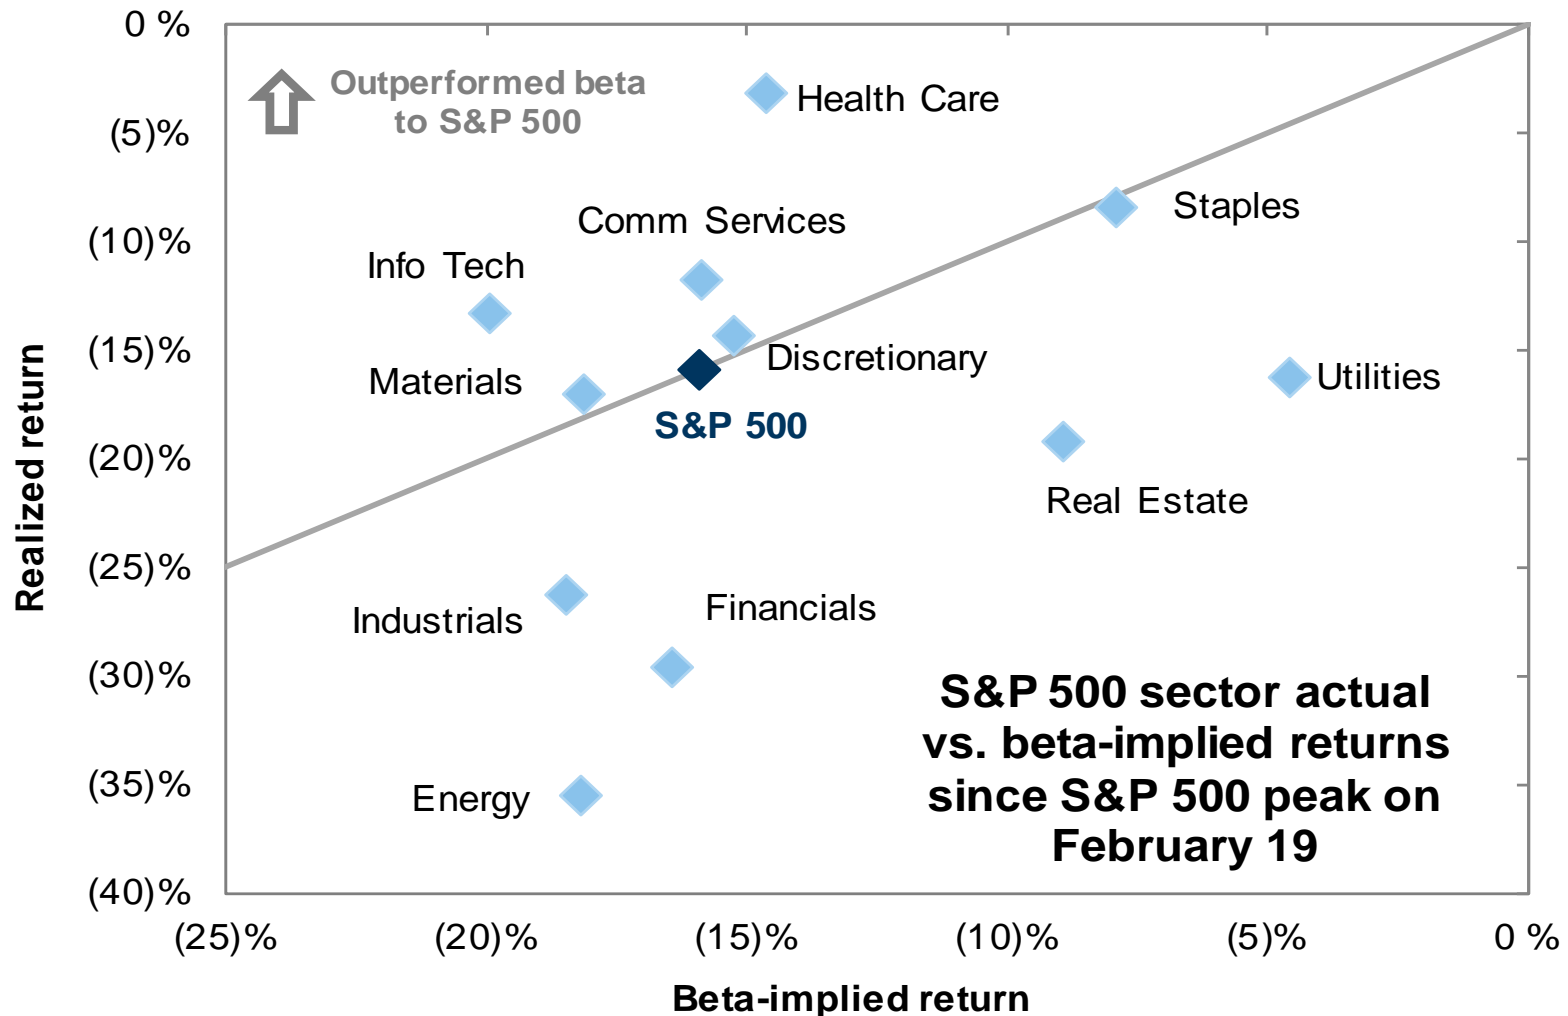 0 %
(5)%
(10)%
(15)%
(20)%
(25)%
(30)%
(35)%
(40)%
Realized return
Outperformed beta
to S&P 500
Health Care
Staples
Comm Services
Info Tech
Discretionary
Materials
Utilities
S&P 500
Real Estate
Industrials
Financials
Energy
S&P 500 sector actual
vs. beta-implied returns
since S&P 500 peak on
February 19
(25)%
(20)%
(15)%
(10)%
(5)%
0 %
Beta-implied return